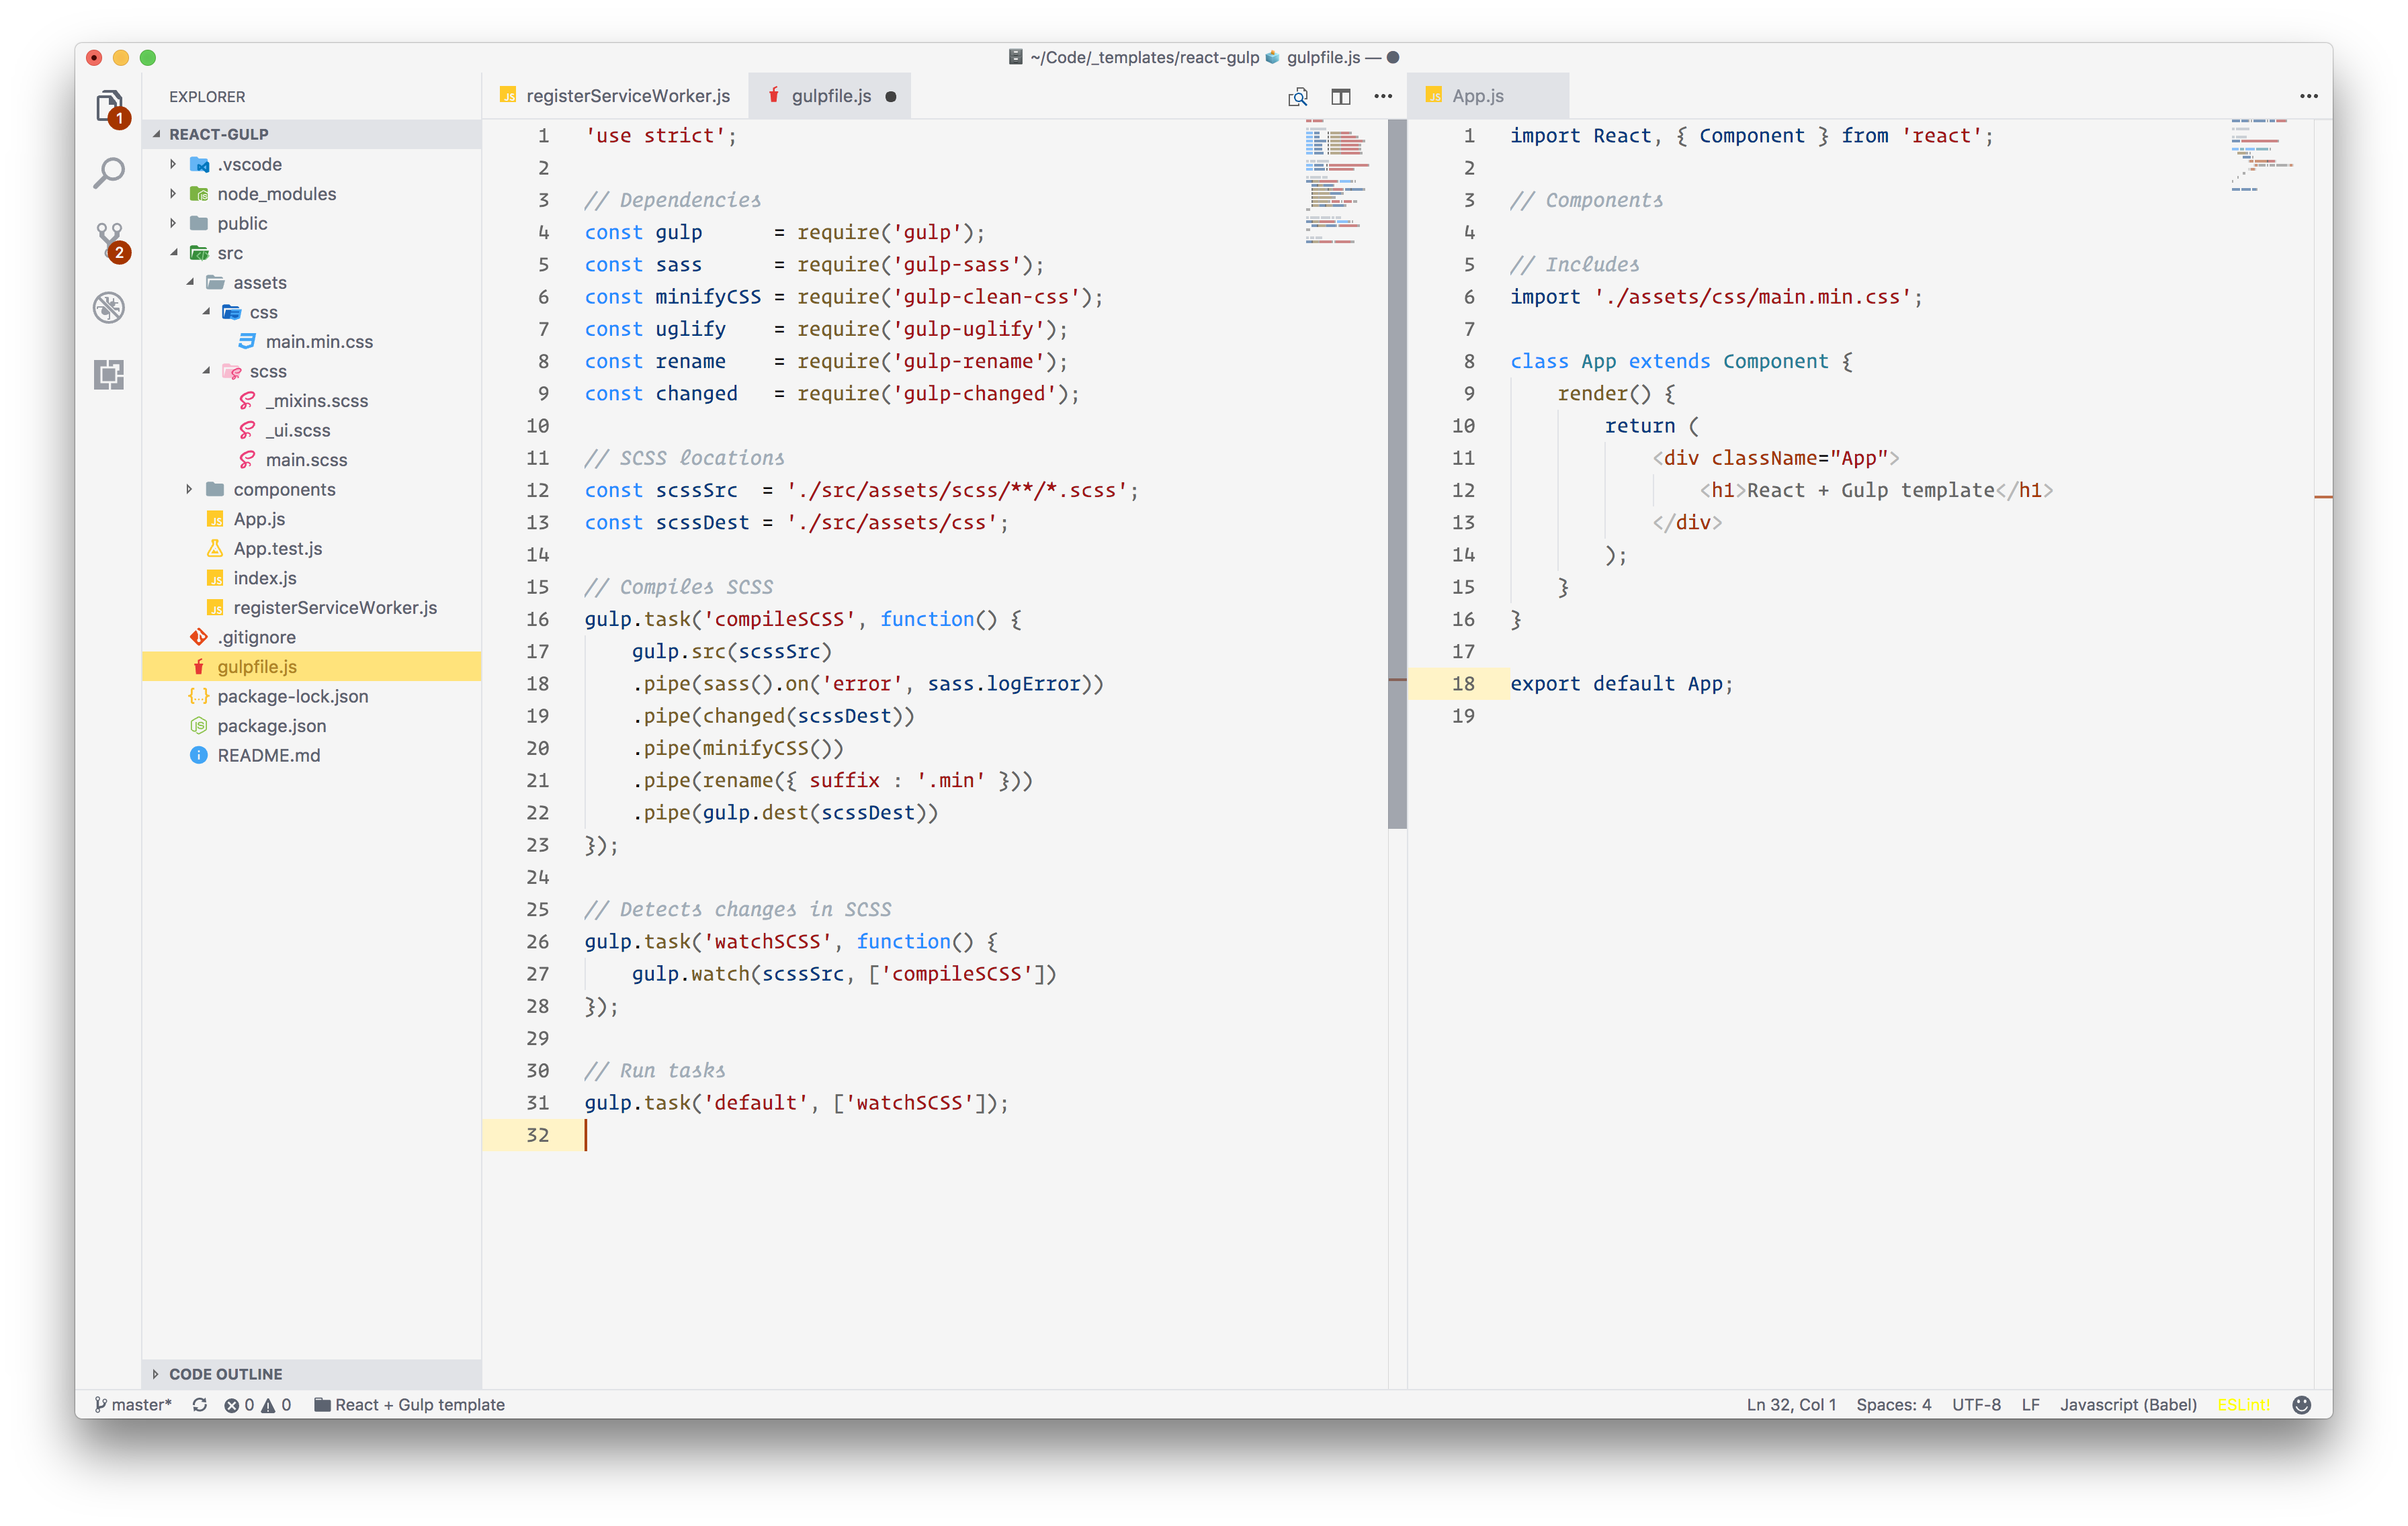 ~/Code/_templates/react-gulp gulpfile.js —
EXPLORER
REACT-GULP
.vscode
node_modules
public
src
assets
css
main.min.css
scss
_mixins.scss
_ui.scss
main.scss
components
App.js
App.test.js
index.js
registerServiceWorker.js
.gitignore
gulpfile.js
package-lock.json
package.json
README.md
CODE OUTLINE
1
2
registerServiceWorker.js gulpfile.js
1 'use strict';
2
3 // Dependencies
4 const gulp      = require('gulp');
5 const sass      = require('gulp-sass');
6 const minifyCSS = require('gulp-clean-css');
7 const uglify    = require('gulp-uglify');
8 const rename    = require('gulp-rename');
9 const changed   = require('gulp-changed');
10
11 // SCSS locations
12 const scssSrc  = './src/assets/scss/**/*.scss';
13 const scssDest = './src/assets/css';
14
15 // Compiles SCSS
16 gulp.task('compileSCSS', function() {
17     gulp.src(scssSrc)
18     .pipe(sass().on('error', sass.logError))
19     .pipe(changed(scssDest))
20     .pipe(minifyCSS())
21     .pipe(rename({ suffix : '.min' }))
22     .pipe(gulp.dest(scssDest))
23 });
24
25 // Detects changes in SCSS
26 gulp.task('watchSCSS', function() {
27     gulp.watch(scssSrc, ['compileSCSS'])
28 });
29
30 // Run tasks
31 gulp.task('default', ['watchSCSS']);
32
App.js
1 import React, { Component } from 'react';
2
3 // Components
4
5 // Includes
6 import './assets/css/main.min.css';
7
8 class App extends Component {
9     render() {
10         return (
11             <div className="App">
12                 <h1>React + Gulp template</h1>
13             </div>
14         );
15     }
16 }
17
18 export default App;
19
master* 0 0 React + Gulp template
Ln 32, Col 1 Spaces: 4 UTF-8 LF Javascript (Babel) ESLint!